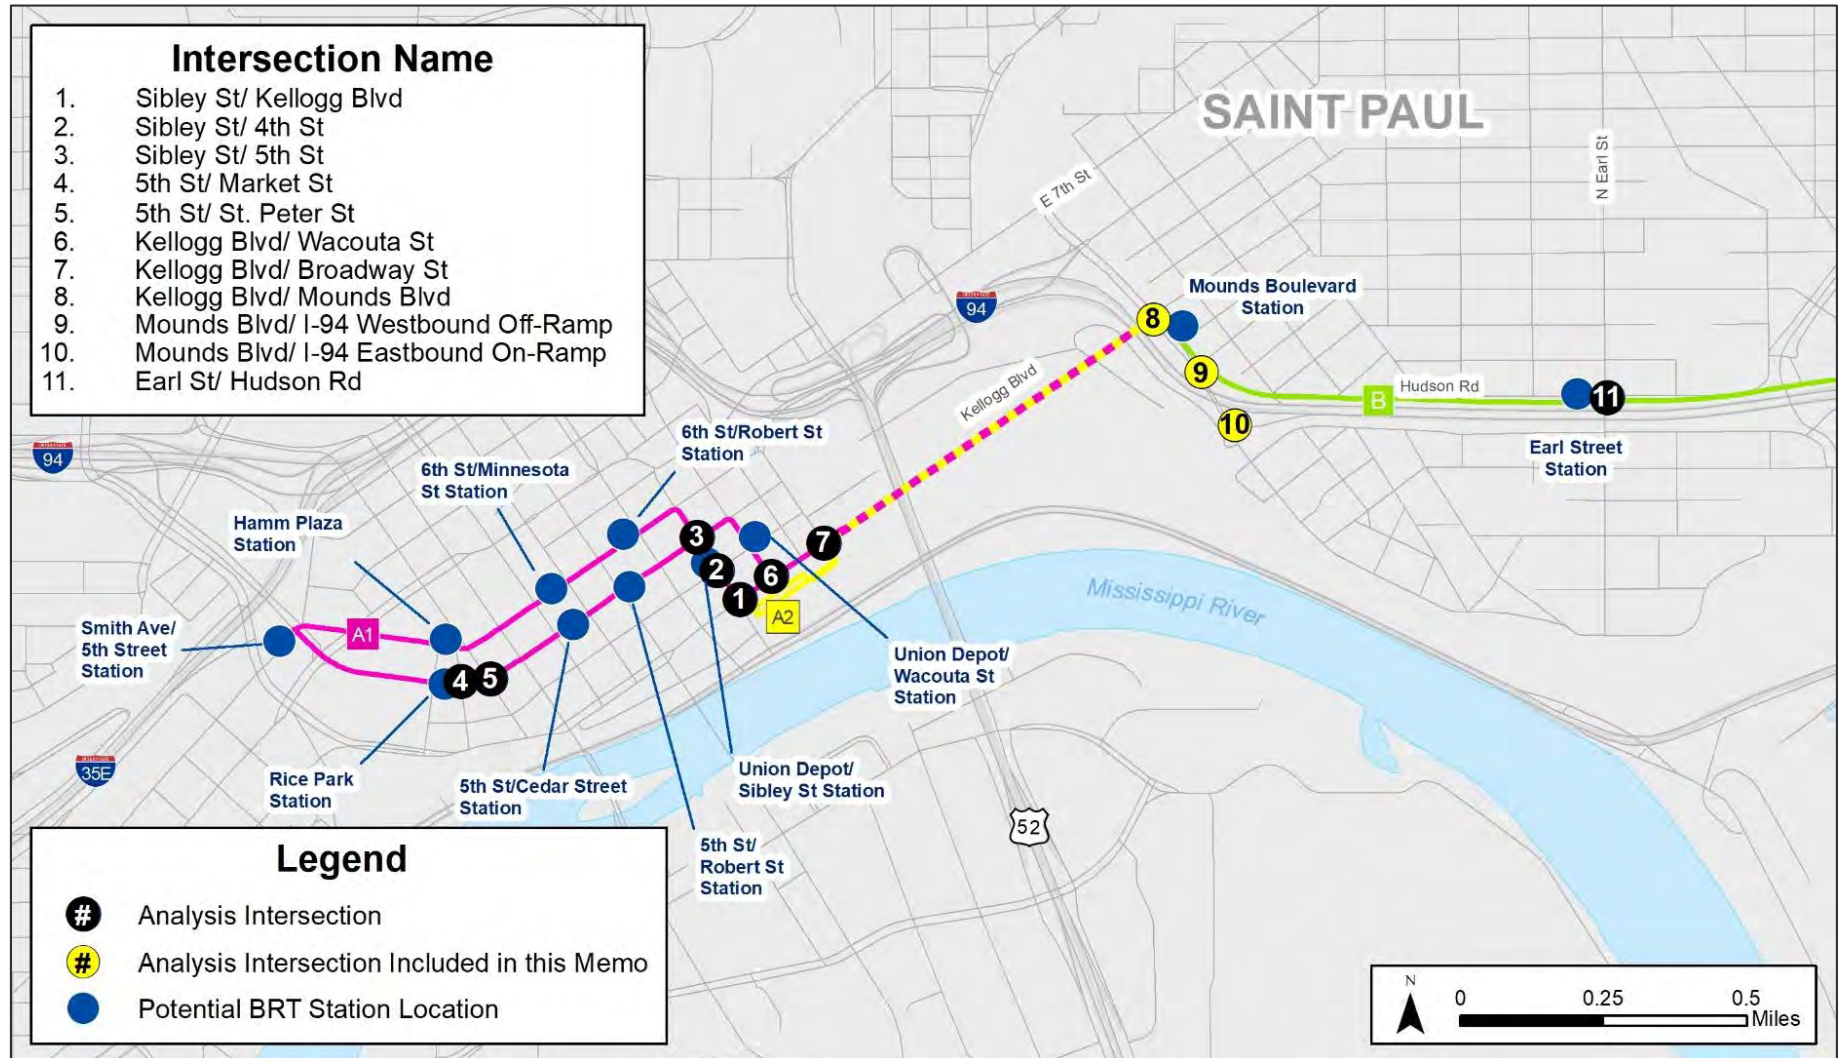 Intersection Name
1. Sibley St/ Kellogg Blvd
2. Sibley St/ 4th St
3. Sibley St/ 5th St
4. 5th St/ Market St
5. 5th St/ St. Peter St
6. Kellogg Blvd/ Wacouta St
7. Kellogg Blvd/ Broadway St
8. Kellogg Blvd/ Mounds Blvd
9. Mounds Blvd/ I-94 Westbound Off-Ramp
10. Mounds Blvd/ I-94 Eastbound On-Ramp
11. Earl St/ Hudson Rd
SAINT PAUL
N Earl St
E 7th St
Mounds Boulevard
Station
INTERSTATE
94
8
9
10
Kellogg Blvd
B
Hudson Rd
11
Earl Street
Station
INTERSTATE
94
6th St/Robert St
Station
6th St/Minnesota
St Station
Hamm Plaza
Station
3
2
1
6
7
A2
Mississippi River
Smith Ave/
5th Street
Station
A1
4
5
Union Depot/
Wacouta St
Station
INTERSTATE
35E
Rice Park
Station
5th St/Cedar Street
Station
Union Depot/
Sibley St Station
5th St/
Robert St
Station
52
Legend
# Analysis Intersection
# Analysis Intersection Included in this Memo
Potential BRT Station Location
N
0 0.25 0.5
Miles